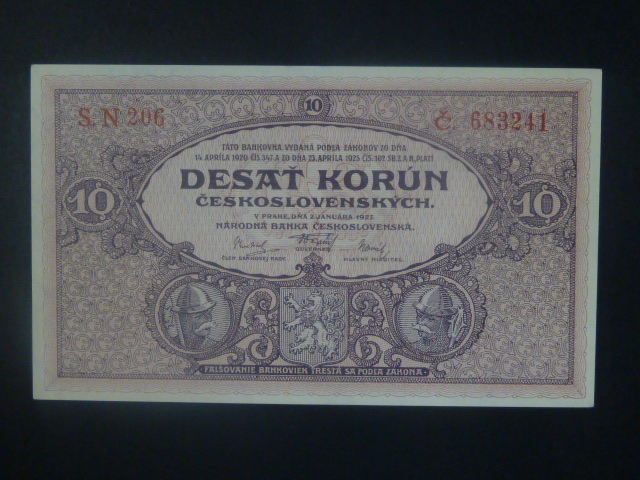 10
S. N 206 Č. 683241
TÁTO BANKOVKA VYDANÁ PODĽA ZÁKONOV ZO DŇA
14. APRÍLA 1920 ČÍS. 347 A ZO DŇA 23. APRÍLA 1925 ČÍS. 102 SB. Z. A N. PLATÍ
10 DESAŤ KORÚN 10
ČESKOSLOVENSKÝCH.
V PRAHE, DŇA 2. JANUÁRA 1927.
NÁRODNÁ BANKA ČESKOSLOVENSKÁ.
GUVERNÉR
ČLEN BANKOVEJ RADY. HLAVNÝ RIADITEĽ.
FALŠOVANIE BANKOVIEK TRESTÁ SA PODĽA ZÁKONA.